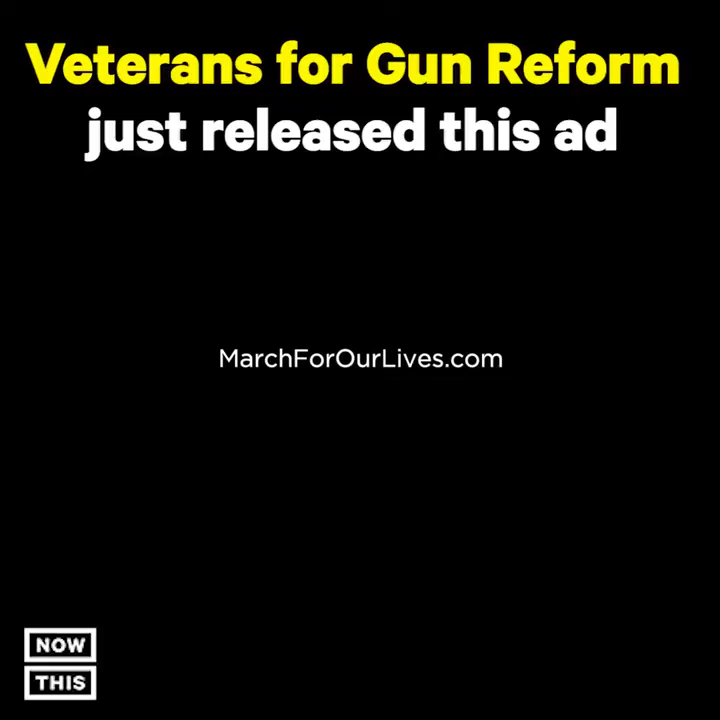 Veterans for Gun Reform
just released this ad
MarchForOurLives.com
NOW
THIS